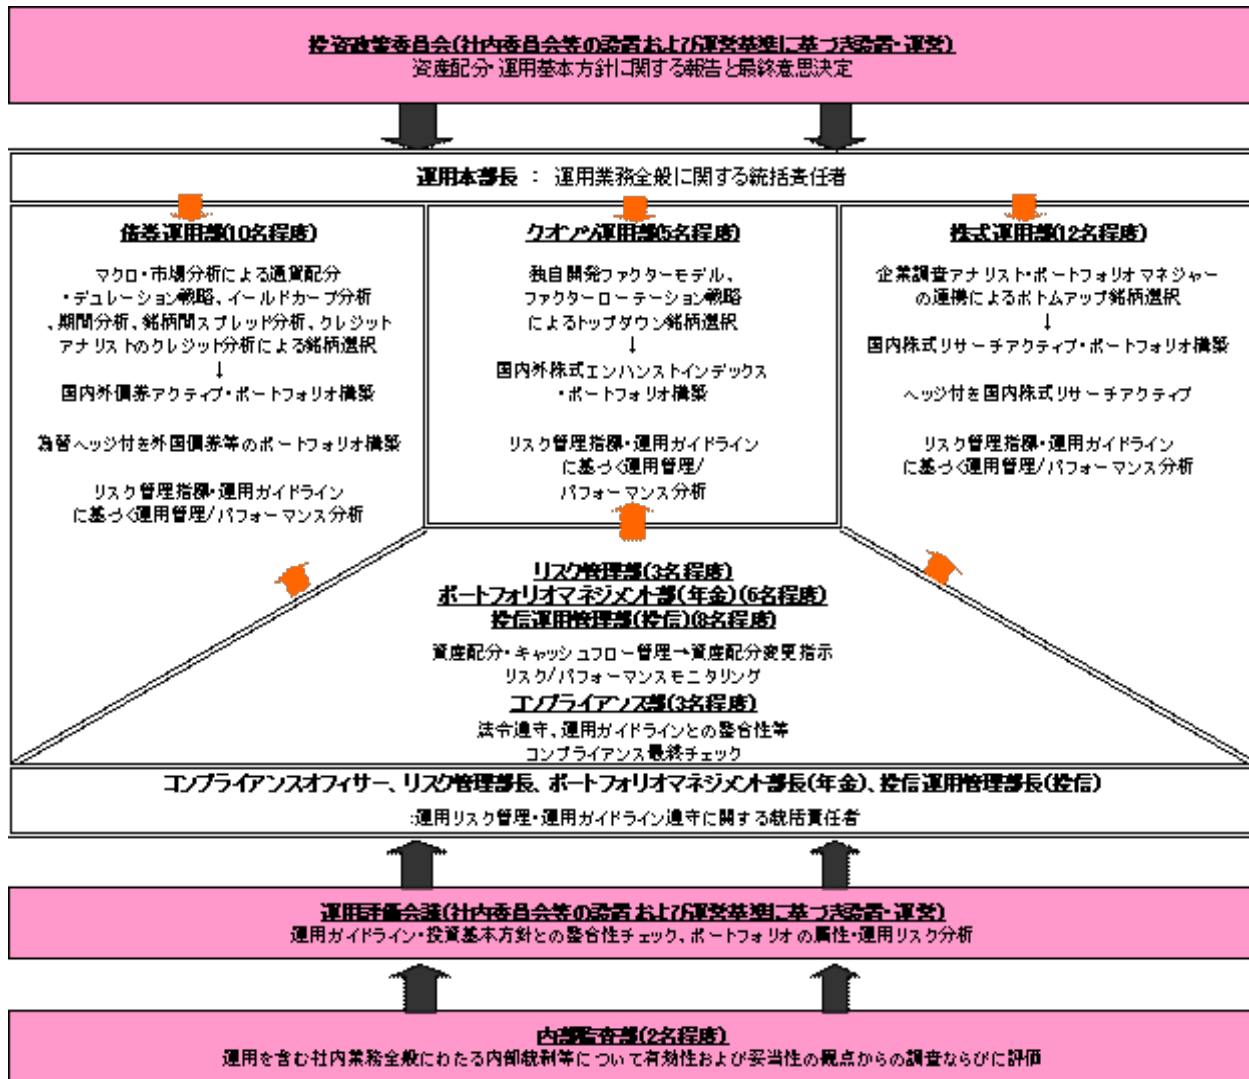 投資政策委員会(社内委員会等の設置および運営基準に基づき設置・運営)
資産配分・運用基本方針に関する報告と最終意思決定
運用本部長 ： 運用業務全般に関する統括責任者
債券運用部(10名程度)
マクロ・市場分析による通貨配分
・デュレーション戦略、イールドカーブ分析
、期間分析、銘柄間スプレッド分析、クレジット
アナリストのクレジット分析による銘柄選択
↓
国内外債券アクティブ・ポートフォリオ構築
為替ヘッジ付を外国債券等のポートフォリオ構築
リスク管理指標・運用ガイドライン
に基づく運用管理/パフォーマンス分析
クオンツ運用部(5名程度)
独自開発ファクターモデル、
ファクターローテーション戦略
によるトップダウン銘柄選択
↓
国内外株式エンハンストインデックス
・ポートフォリオ構築
リスク管理指標・運用ガイドライン
に基づく運用管理/
パフォーマンス分析
株式運用部(12名程度)
企業調査アナリスト・ポートフォリオマネジャー
の連携によるボトムアップ銘柄選択
↓
国内株式リサーチアクティブ・ポートフォリオ構築
ヘッジ付を国内株式リサーチアクティブ
リスク管理指標・運用ガイドライン
に基づく運用管理/パフォーマンス分析
リスク管理部(3名程度)
ポートフォリオマネジメント部(年金)(6名程度)
投信運用管理部(投信)(8名程度)
資産配分・キャッシュフロー管理→資産配分変更指示
リスク/パフォーマンスモニタリング
コンプライアンス部(3名程度)
法令遵守、運用ガイドラインとの整合性等
コンプライアンス最終チェック
コンプライアンスオフィサー、リスク管理部長、ポートフォリオマネジメント部長(年金)、投信運用管理部長(投信)
:運用リスク管理・運用ガイドライン遵守に関する統括責任者
運用評価会議(社内委員会等の設置および運営基準に基づき設置・運営)
運用ガイドライン・投資基本方針との整合性チェック、ポートフォリオの属性・運用リスク分析
内部監査部(2名程度)
運用を含む社内業務全般にわたる内部統制等について有効性および妥当性の観点からの調査ならびに評価